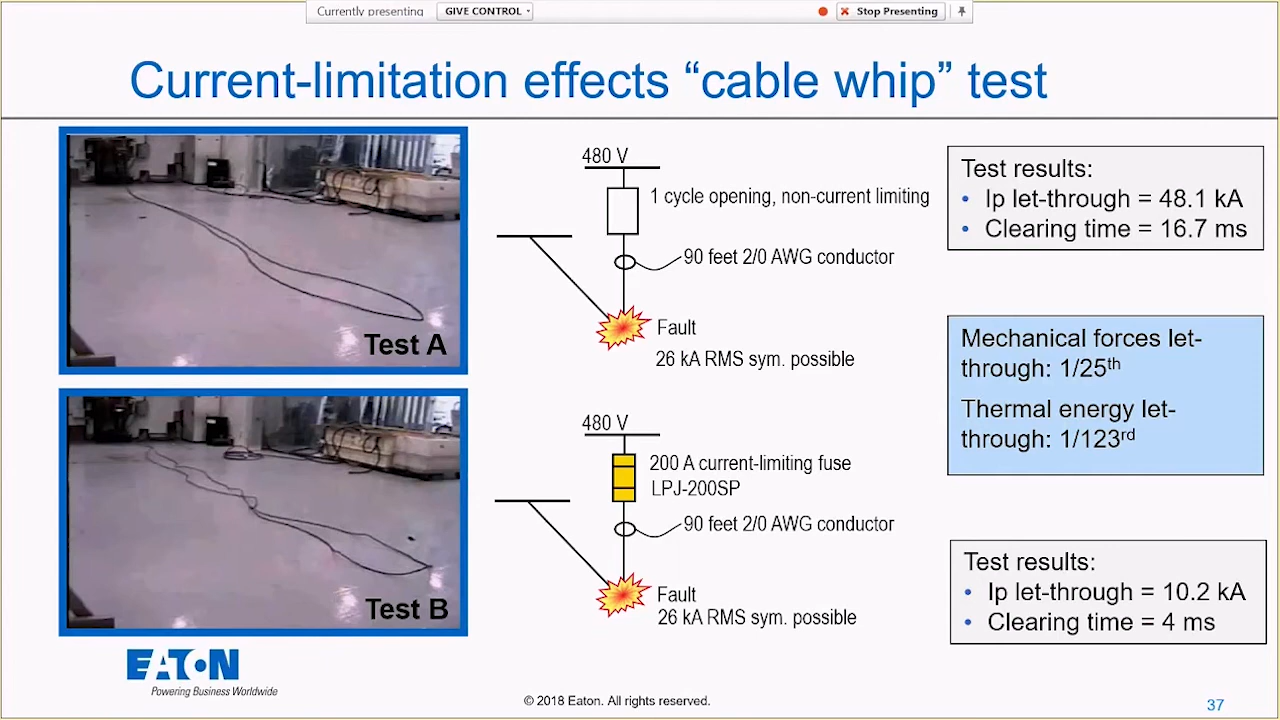 Currently presenting
GIVE CONTROL
Stop Presenting
Current-limitation effects “cable whip” test
Test A
480 V
1 cycle opening, non-current limiting
90 feet 2/0 AWG conductor
Fault
26 kA RMS sym. possible
Test results:
• Ip let-through = 48.1 kA
• Clearing time = 16.7 ms
Mechanical forces let-
through: 1/25th
Thermal energy let-
through: 1/123rd
Test B
480 V
200 A current-limiting fuse
LPJ-200SP
90 feet 2/0 AWG conductor
Fault
26 kA RMS sym. possible
Test results:
• Ip let-through = 10.2 kA
• Clearing time = 4 ms
EATON
Powering Business Worldwide
© 2018 Eaton. All rights reserved.
37